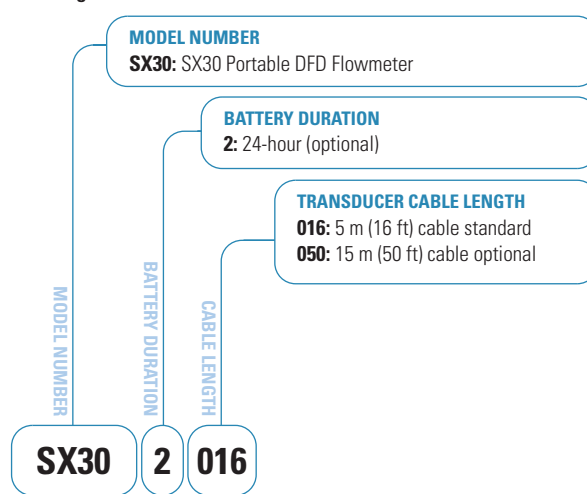 MODEL NUMBER
SX30: SX30 Portable DFD Flowmeter
BATTERY DURATION
2: 24-hour (optional)
TRANSDUCER CABLE LENGTH
016: 5 m (16 ft) cable standard
050: 15 m (50 ft) cable optional
MODEL NUMBER
BATTERY DURATION
CABLE LENGTH
SX30 2 016